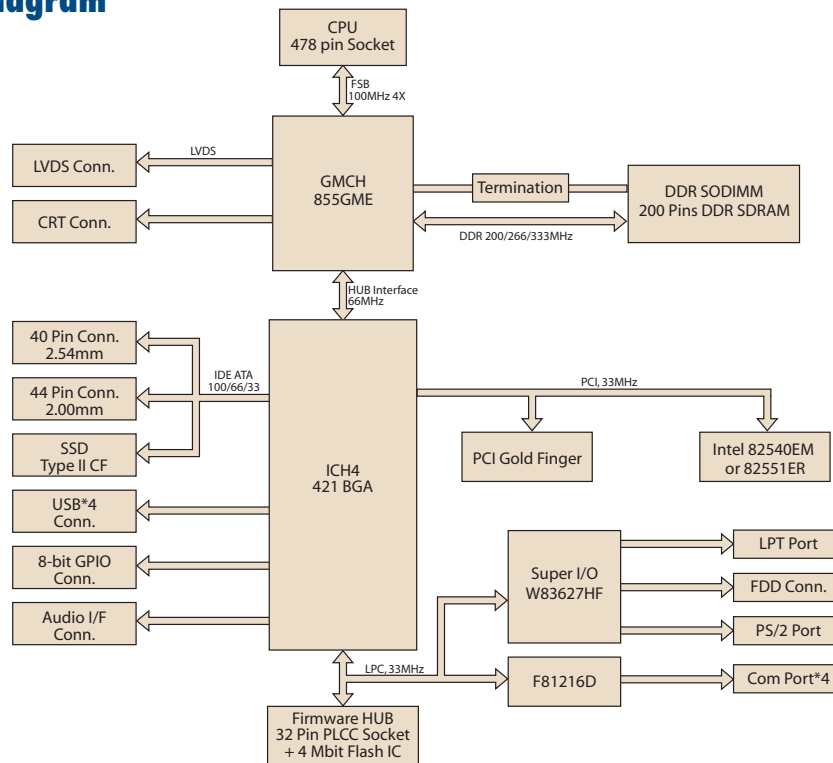 agram
CPU
478 pin Socket
FSB
100MHz 4X
LVDS Conn.
LVDS
GMCH
855GME
Termination
DDR SODIMM
200 Pins DDR SDRAM
CRT Conn.
DDR 200/266/333MHz
HUB Interface
66MHz
40 Pin Conn.
2.54mm
IDE ATA
100/66/33
44 Pin Conn.
2.00mm
SSD
Type II CF
USB*4
Conn.
8-bit GPIO
Conn.
Audio I/F
Conn.
ICH4
421 BGA
PCI, 33MHz
PCI Gold Finger
Intel 82540EM
or 82551ER
Super I/O
W83627HF
LPT Port
FDD Conn.
PS/2 Port
LPC, 33MHz
F81216D
Com Port*4
Firmware HUB
32 Pin PLCC Socket
+ 4 Mbit Flash IC